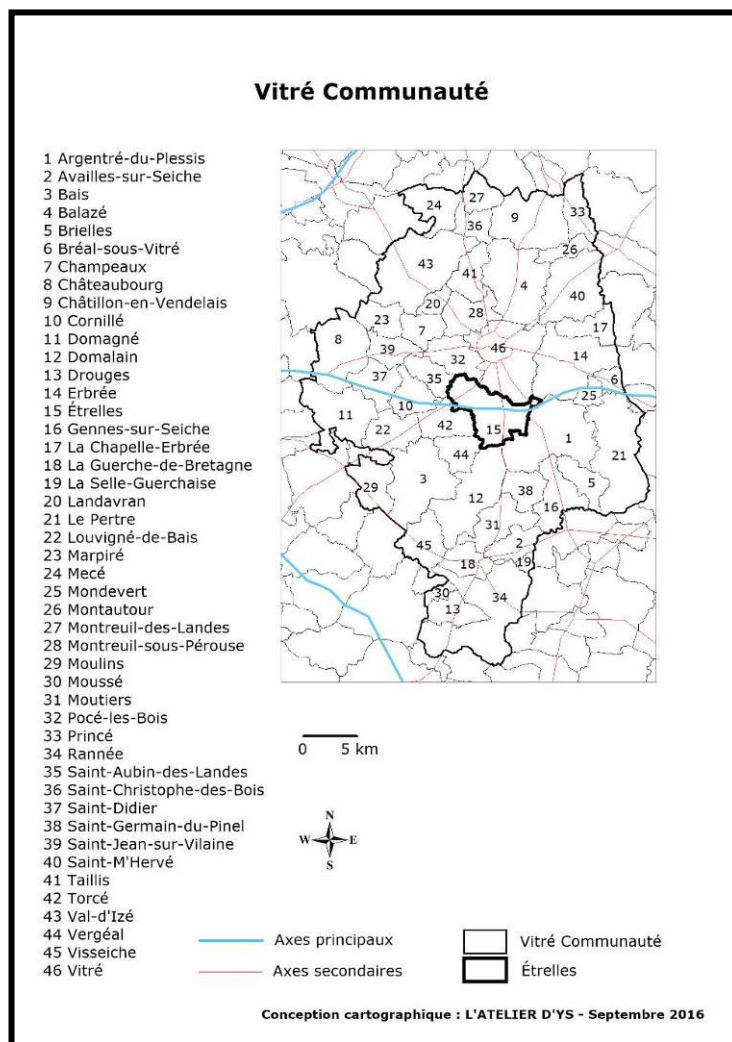 Vitré Communauté
1 Argentré-du-Plessis
2 Availles-sur-Seiche
3 Bais
4 Balazé
5 Brielles
6 Bréal-sous-Vitré
7 Champeaux
8 Châteaubourg
9 Châtillon-en-Vendelais
10 Cornillé
11 Domagné
12 Domalain
13 Drouges
14 Erbrée
15 Étrelles
16 Gennes-sur-Seiche
17 La Chapelle-Erbrée
18 La Guerche-de-Bretagne
19 La Selle-Guerchaise
20 Landavran
21 Le Pertre
22 Louvigné-de-Bais
23 Marpiré
24 Mecé
25 Mondevert
26 Montautour
27 Montreuil-des-Landes
28 Montreuil-sous-Pérouse
29 Moulins
30 Moussé
31 Moutiers
32 Pocé-les-Bois
33 Princé
34 Rannée
35 Saint-Aubin-des-Landes
36 Saint-Christophe-des-Bois
37 Saint-Didier
38 Saint-Germain-du-Pinel
39 Saint-Jean-sur-Vilaine
40 Saint-M'Hervé
41 Taillis
42 Torcé
43 Val-d'Izé
44 Vergéal
45 Visseiche
46 Vitré
24 27 33
36 9
26
43 41 4
40
20 28
23 7 17
8 39 32 46 14
37 35 6
25
10
11 22 42 15 1
44 21
3 29
12 38 5
16
31
45 2
18 19
30 34
13
0 5 km
N
W E
S
Axes principaux
Axes secondaires
Vitré Communauté
Étrelles
Conception cartographique : L'ATELIER D'YS - Septembre 2016